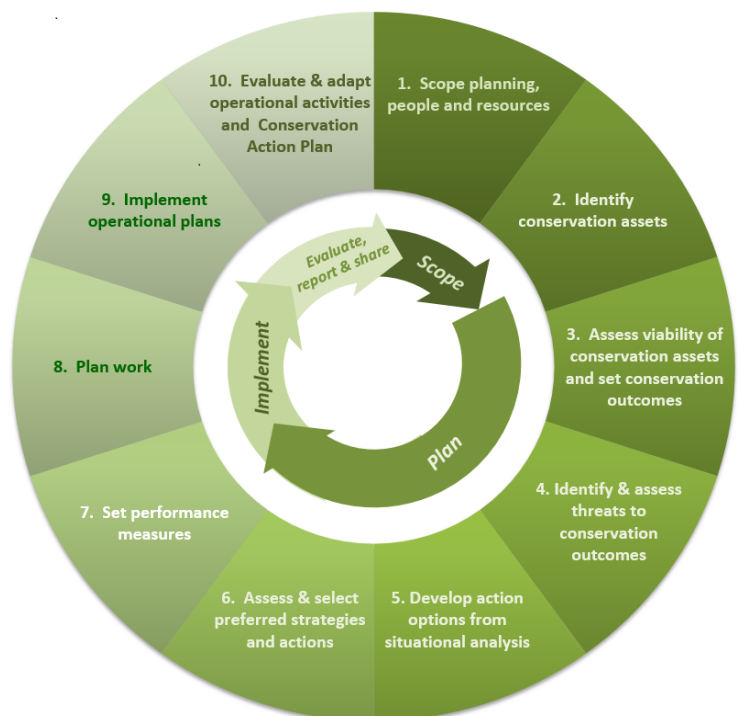 1. Scope planning,
people and resources
2. Identify
conservation assets
3. Assess viability of
conservation assets
and set conservation
outcomes
4. Identify & assess
threats to
conservation
outcomes
5. Develop action
options from
situational analysis
6. Assess & select
preferred strategies
and actions
7. Set performance
measures
8. Plan work
9. Implement
operational plans
10. Evaluate & adapt
operational activities
and Conservation
Action Plan
Scope
Plan
Implement
Evaluate,
report & share